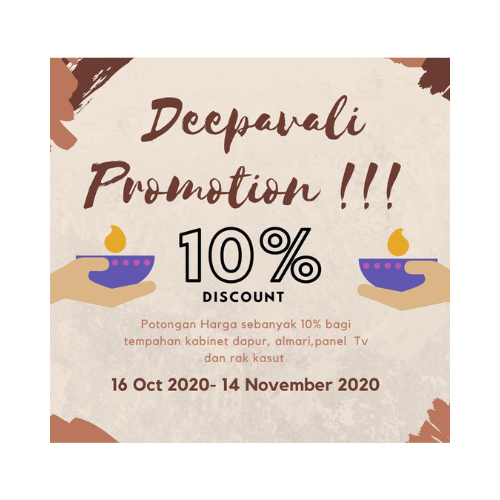 Deepavali
Promotion !!!
10%
DISCOUNT
Potongan Harga sebanyak 10% bagi
tempahan kabinet dapur, almari,panel Tv
dan rak kasut
16 Oct 2020- 14 November 2020